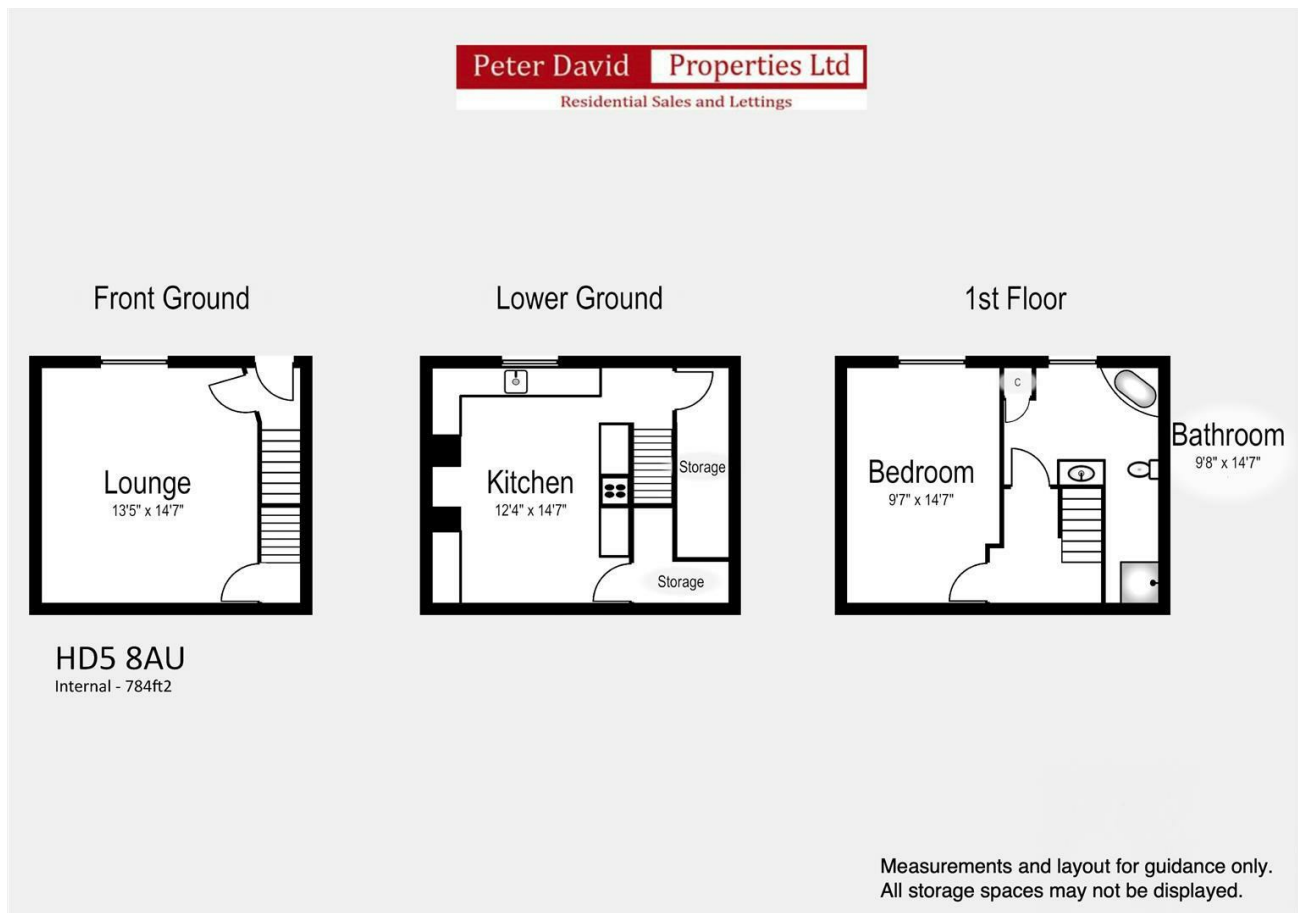 Peter David Properties Ltd
Residential Sales and Lettings
Front Ground
Lower Ground
1st Floor
Lounge
13'5" x 14'7"
Kitchen
12'4" x 14'7"
Storage
Storage
C
Bedroom
9'7" x 14'7"
Bathroom
9'8" x 14'7"
HD5 8AU
Internal - 784ft2
Measurements and layout for guidance only.
All storage spaces may not be displayed.